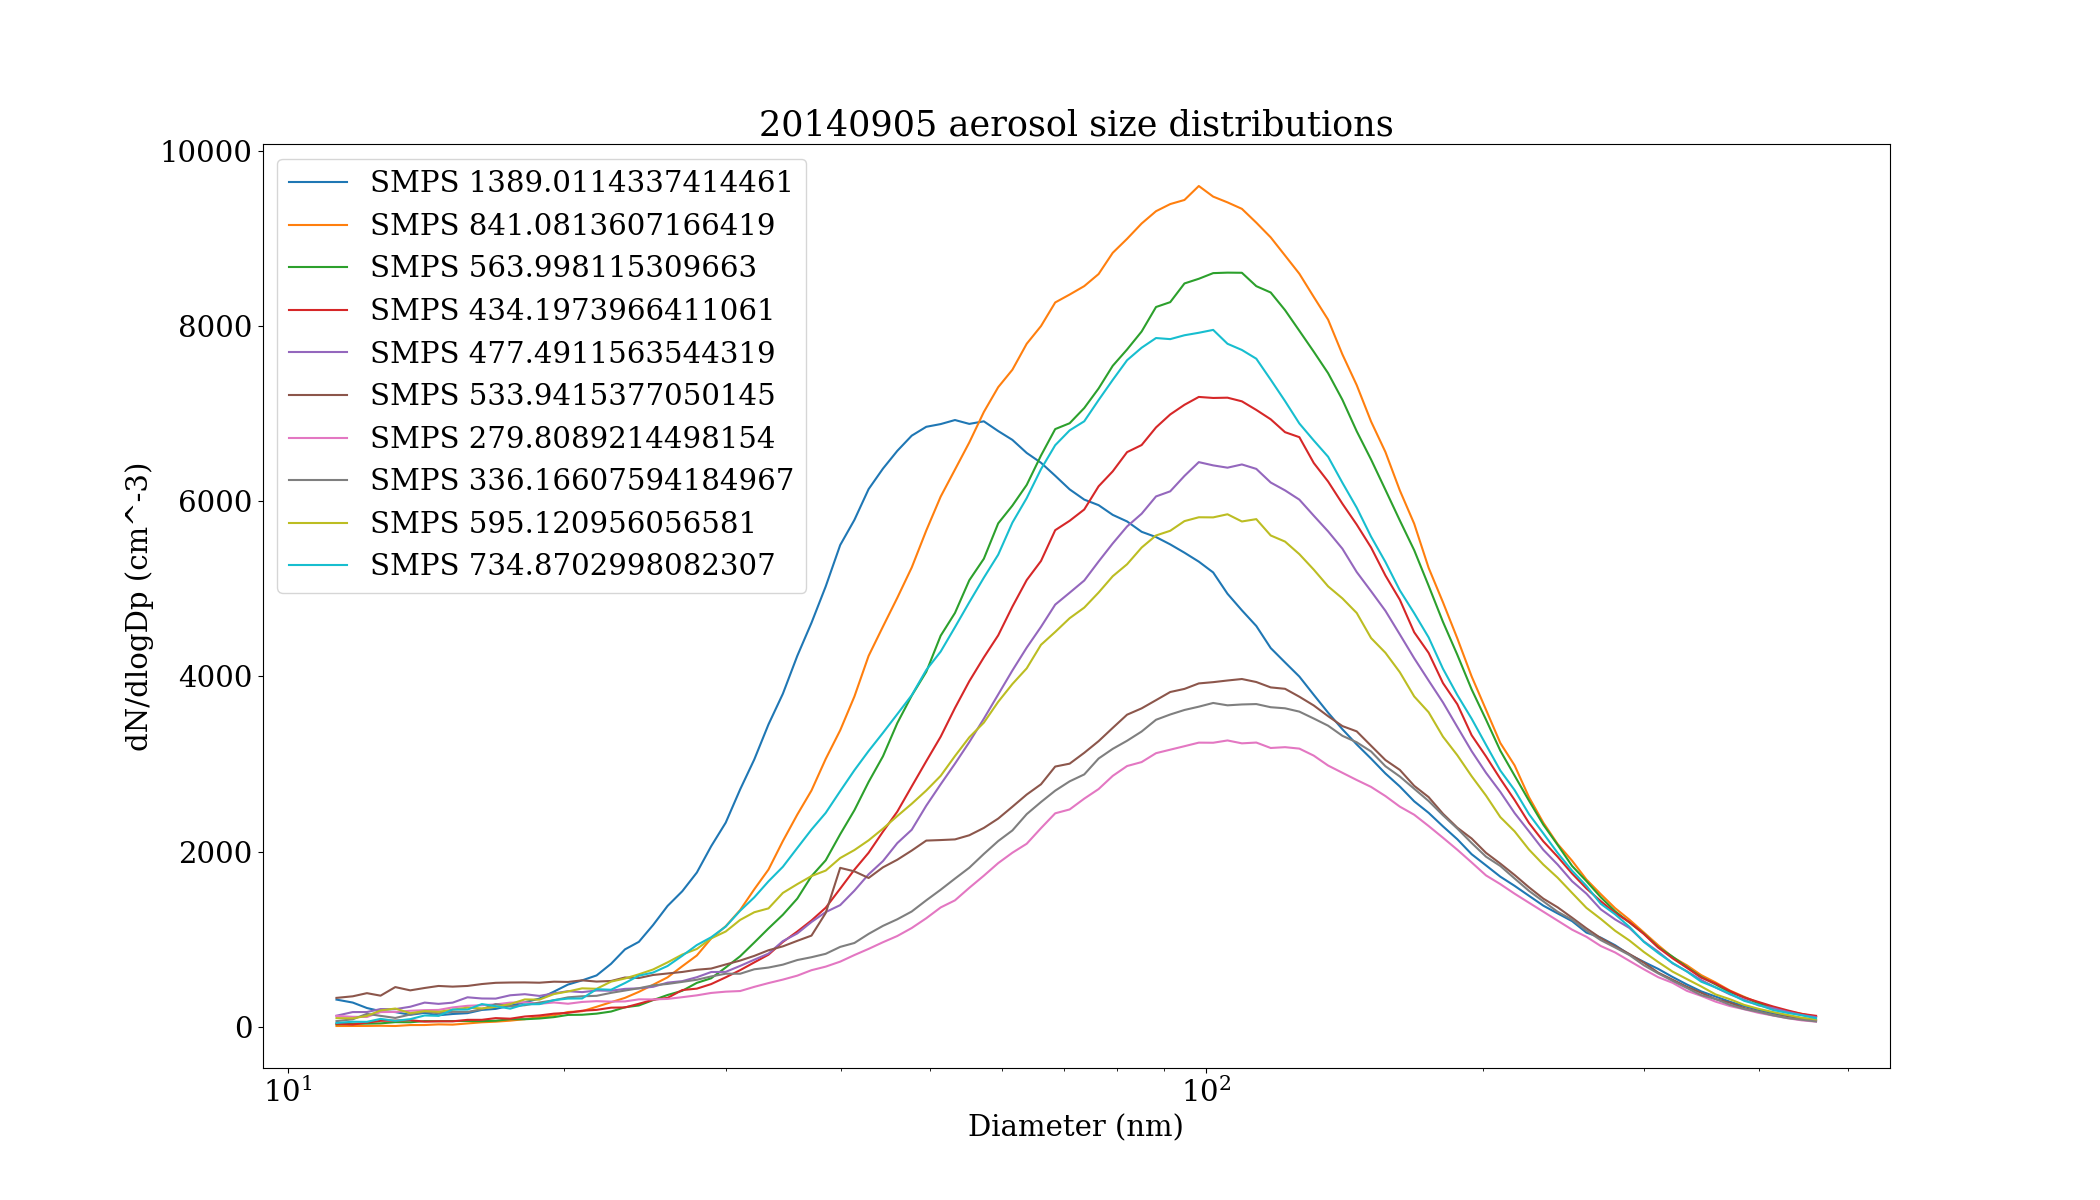 20140905 aerosol size distributions
10000
8000
6000
4000
2000
0
dN/dlogDp (cm^-3)
SMPS 1389.0114337414461
SMPS 841.0813607166419
SMPS 563.998115309663
SMPS 434.1973966411061
SMPS 477.4911563544319
SMPS 533.9415377050145
SMPS 279.8089214498154
SMPS 336.16607594184967
SMPS 595.120956056581
SMPS 734.8702998082307
10¹ 10²
Diameter (nm)